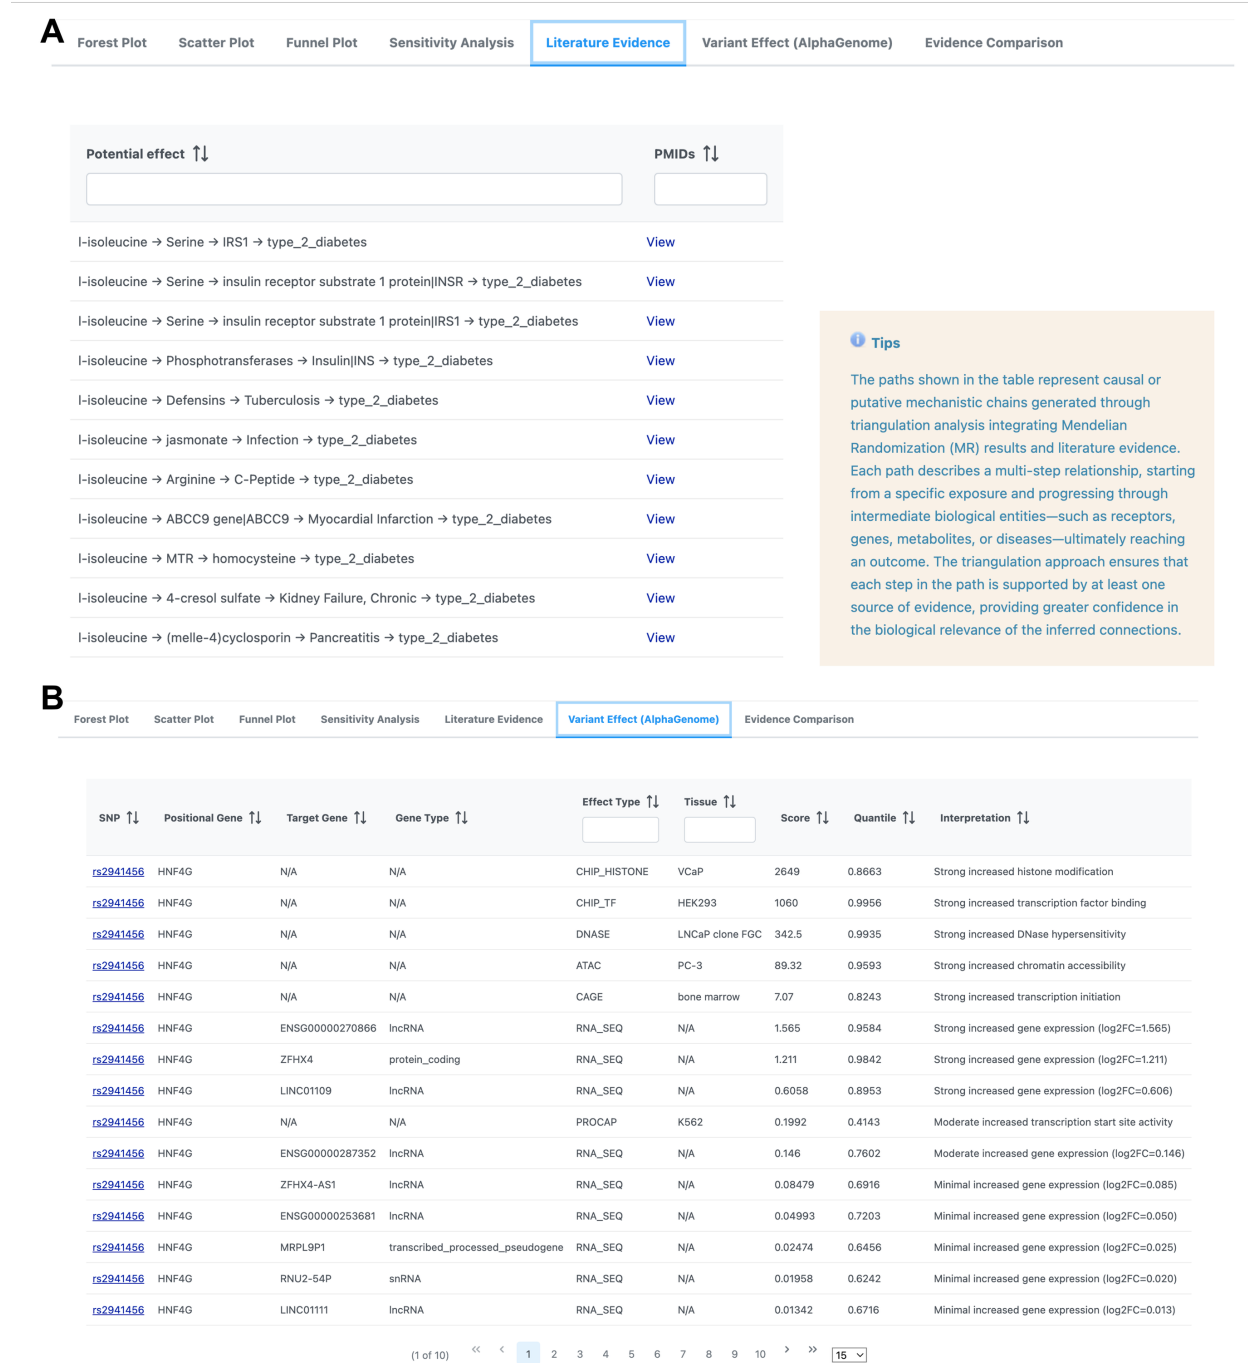 A
Forest Plot Scatter Plot Funnel Plot Sensitivity Analysis Literature Evidence Variant Effect (AlphaGenome) Evidence Comparison
Potential effect PMIDs
l-isoleucine → Serine → IRS1 → type_2_diabetes View
l-isoleucine → Serine → insulin receptor substrate 1 protein|INSR → type_2_diabetes View
l-isoleucine → Serine → insulin receptor substrate 1 protein|IRS1 → type_2_diabetes View
l-isoleucine → Phosphotransferases → Insulin|INS → type_2_diabetes View
l-isoleucine → Defensins → Tuberculosis → type_2_diabetes View
l-isoleucine → jasmonate → Infection → type_2_diabetes View
l-isoleucine → Arginine → C-Peptide → type_2_diabetes View
l-isoleucine → ABCC9 gene|ABCC9 → Myocardial Infarction → type_2_diabetes View
l-isoleucine → MTR → homocysteine → type_2_diabetes View
l-isoleucine → 4-cresol sulfate → Kidney Failure, Chronic → type_2_diabetes View
l-isoleucine → (melle-4)cyclosporin → Pancreatitis → type_2_diabetes View
Tips
The paths shown in the table represent causal or
putative mechanistic chains generated through
triangulation analysis integrating Mendelian
Randomization (MR) results and literature evidence.
Each path describes a multi-step relationship, starting
from a specific exposure and progressing through
intermediate biological entities—such as receptors,
genes, metabolites, or diseases—ultimately reaching
an outcome. The triangulation approach ensures that
each step in the path is supported by at least one
source of evidence, providing greater confidence in
the biological relevance of the inferred connections.
B
Forest Plot Scatter Plot Funnel Plot Sensitivity Analysis Literature Evidence Variant Effect (AlphaGenome) Evidence Comparison
SNP Positional Gene Target Gene Gene Type Effect Type Tissue Score Quantile Interpretation
rs2941456 HNF4G N/A N/A CHIP_HISTONE VCaP 2649 0.8663 Strong increased histone modification
rs2941456 HNF4G N/A N/A CHIP_TF HEK293 1060 0.9956 Strong increased transcription factor binding
rs2941456 HNF4G N/A N/A DNASE LNCaP clone FGC 342.5 0.9935 Strong increased DNase hypersensitivity
rs2941456 HNF4G N/A N/A ATAC PC-3 89.32 0.9593 Strong increased chromatin accessibility
rs2941456 HNF4G N/A N/A CAGE bone marrow 7.07 0.8243 Strong increased transcription initiation
rs2941456 HNF4G ENSG00000270866 lncRNA RNA_SEQ N/A 1.565 0.9584 Strong increased gene expression (log2FC=1.565)
rs2941456 HNF4G ZFHX4 protein_coding RNA_SEQ N/A 1.211 0.9842 Strong increased gene expression (log2FC=1.211)
rs2941456 HNF4G LINC01109 lncRNA RNA_SEQ N/A 0.6058 0.8953 Strong increased gene expression (log2FC=0.606)
rs2941456 HNF4G N/A N/A PROCAP K562 0.1992 0.4143 Moderate increased transcription start site activity
rs2941456 HNF4G ENSG00000287352 lncRNA RNA_SEQ N/A 0.146 0.7602 Moderate increased gene expression (log2FC=0.146)
rs2941456 HNF4G ZFHX4-AS1 lncRNA RNA_SEQ N/A 0.08479 0.6916 Minimal increased gene expression (log2FC=0.085)
rs2941456 HNF4G ENSG00000253681 lncRNA RNA_SEQ N/A 0.04993 0.7203 Minimal increased gene expression (log2FC=0.050)
rs2941456 HNF4G MRPL9P1 transcribed_processed_pseudogene RNA_SEQ N/A 0.02474 0.6456 Minimal increased gene expression (log2FC=0.025)
rs2941456 HNF4G RNU2-54P snRNA RNA_SEQ N/A 0.01958 0.6242 Minimal increased gene expression (log2FC=0.020)
rs2941456 HNF4G LINC01111 lncRNA RNA_SEQ N/A 0.01342 0.6716 Minimal increased gene expression (log2FC=0.013)
(1 of 10) « ‹ 1 2 3 4 5 6 7 8 9 10 › » 15